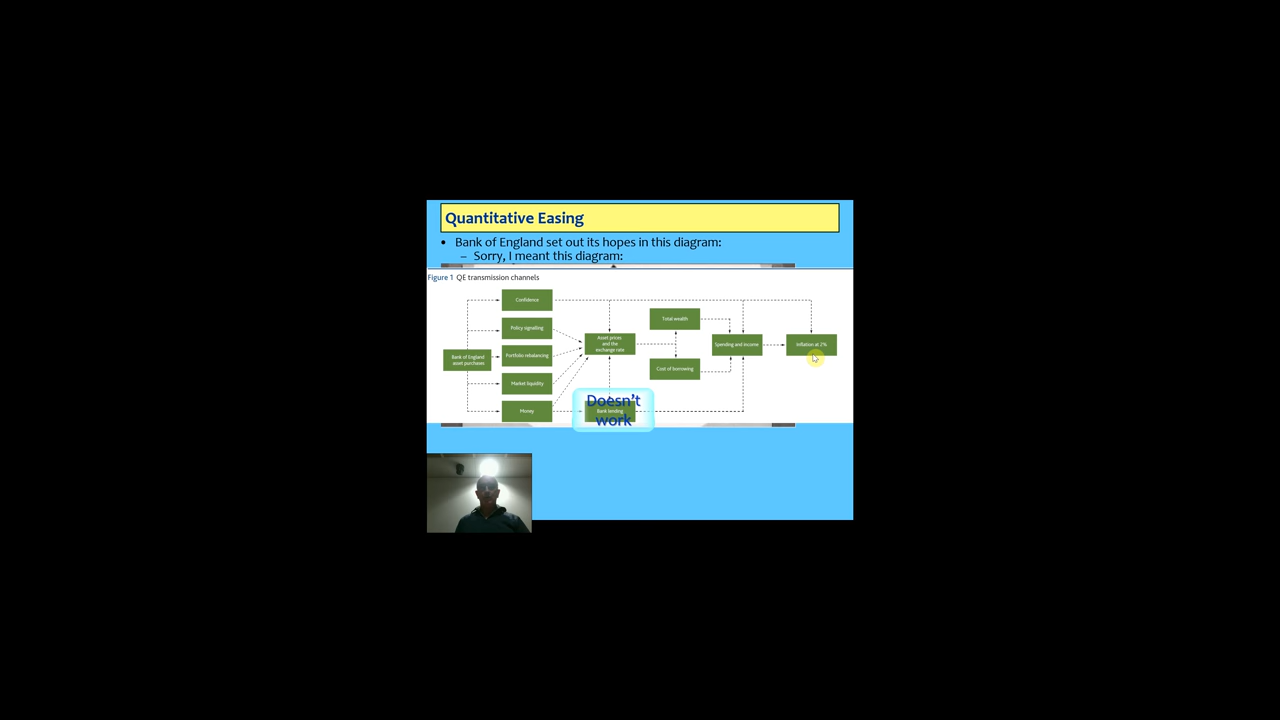 Quantitative Easing
• Bank of England set out its hopes in this diagram:
– Sorry, I meant this diagram:
Figure 1 QE transmission channels
Confidence
Policy signalling
Portfolio rebalancing
Market liquidity
Money
Bank of England
asset purchases
Asset prices
and the
exchange rate
Bank lending
Doesn't
work
Total wealth
Cost of borrowing
Spending and income
Inflation at 2%